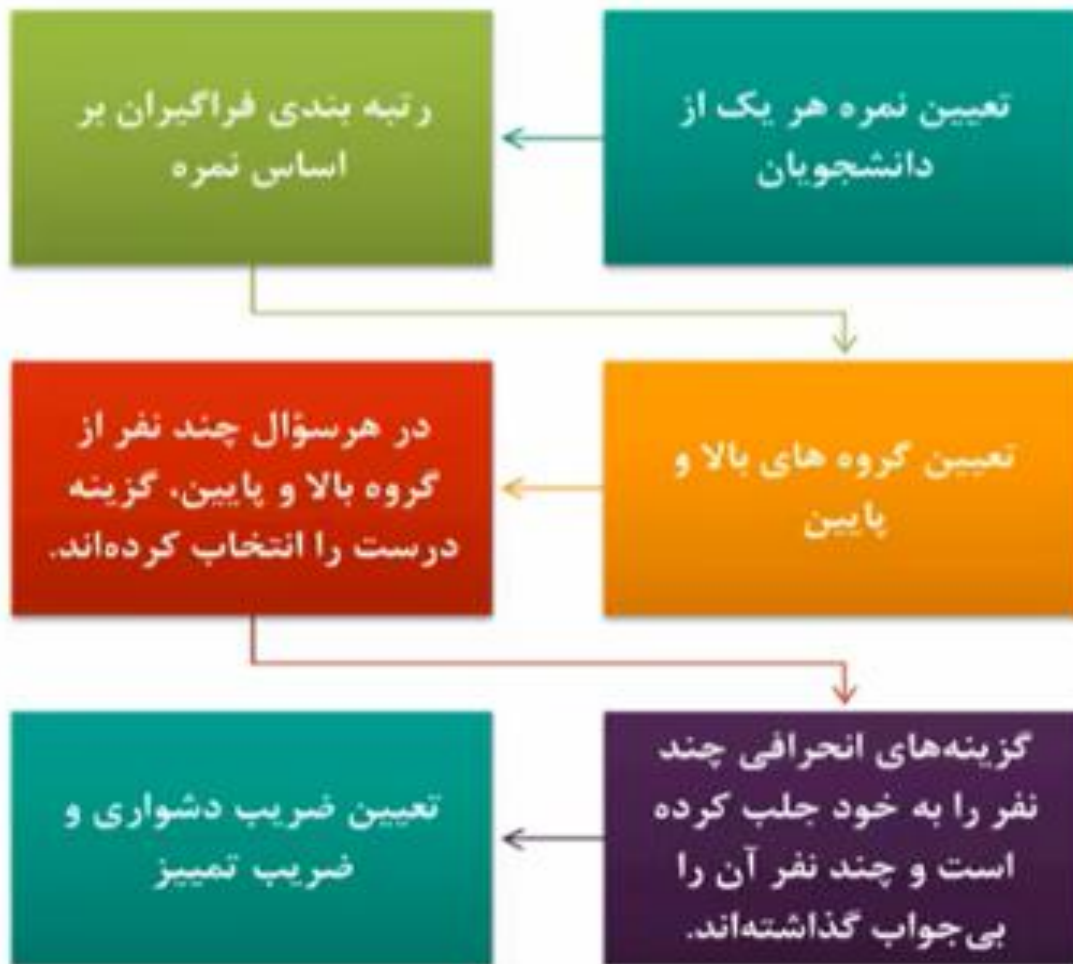 تعیین نمره هر یک از
دانشجویان
رتبه بندی فراگیران بر
اساس نمره
تعیین گروه های بالا و
پایین
در هرسؤال چند نفر از
گروه بالا و پایین، گزینه
درست را انتخاب کرده‌اند.
گزینه‌های انحرافی چند
نفر را به خود جلب کرده
است و چند نفر آن را
بی‌جواب گذاشته‌اند.
تعیین ضریب دشواری و
ضریب تمییز